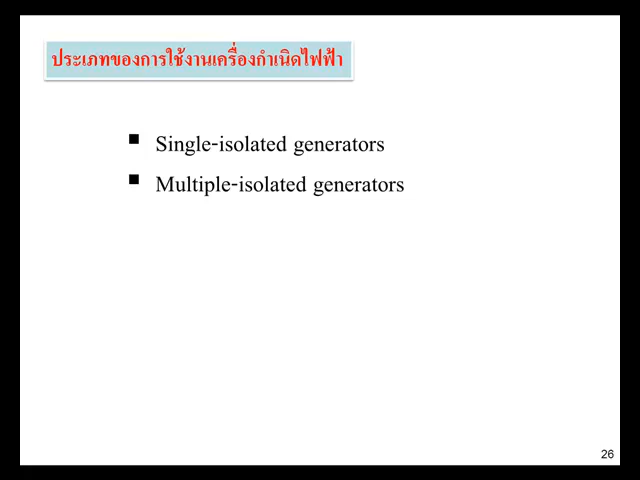 ประเภทของการใช้งานเครื่องกำเนิดไฟฟ้า
▪ Single-isolated generators
▪ Multiple-isolated generators
26